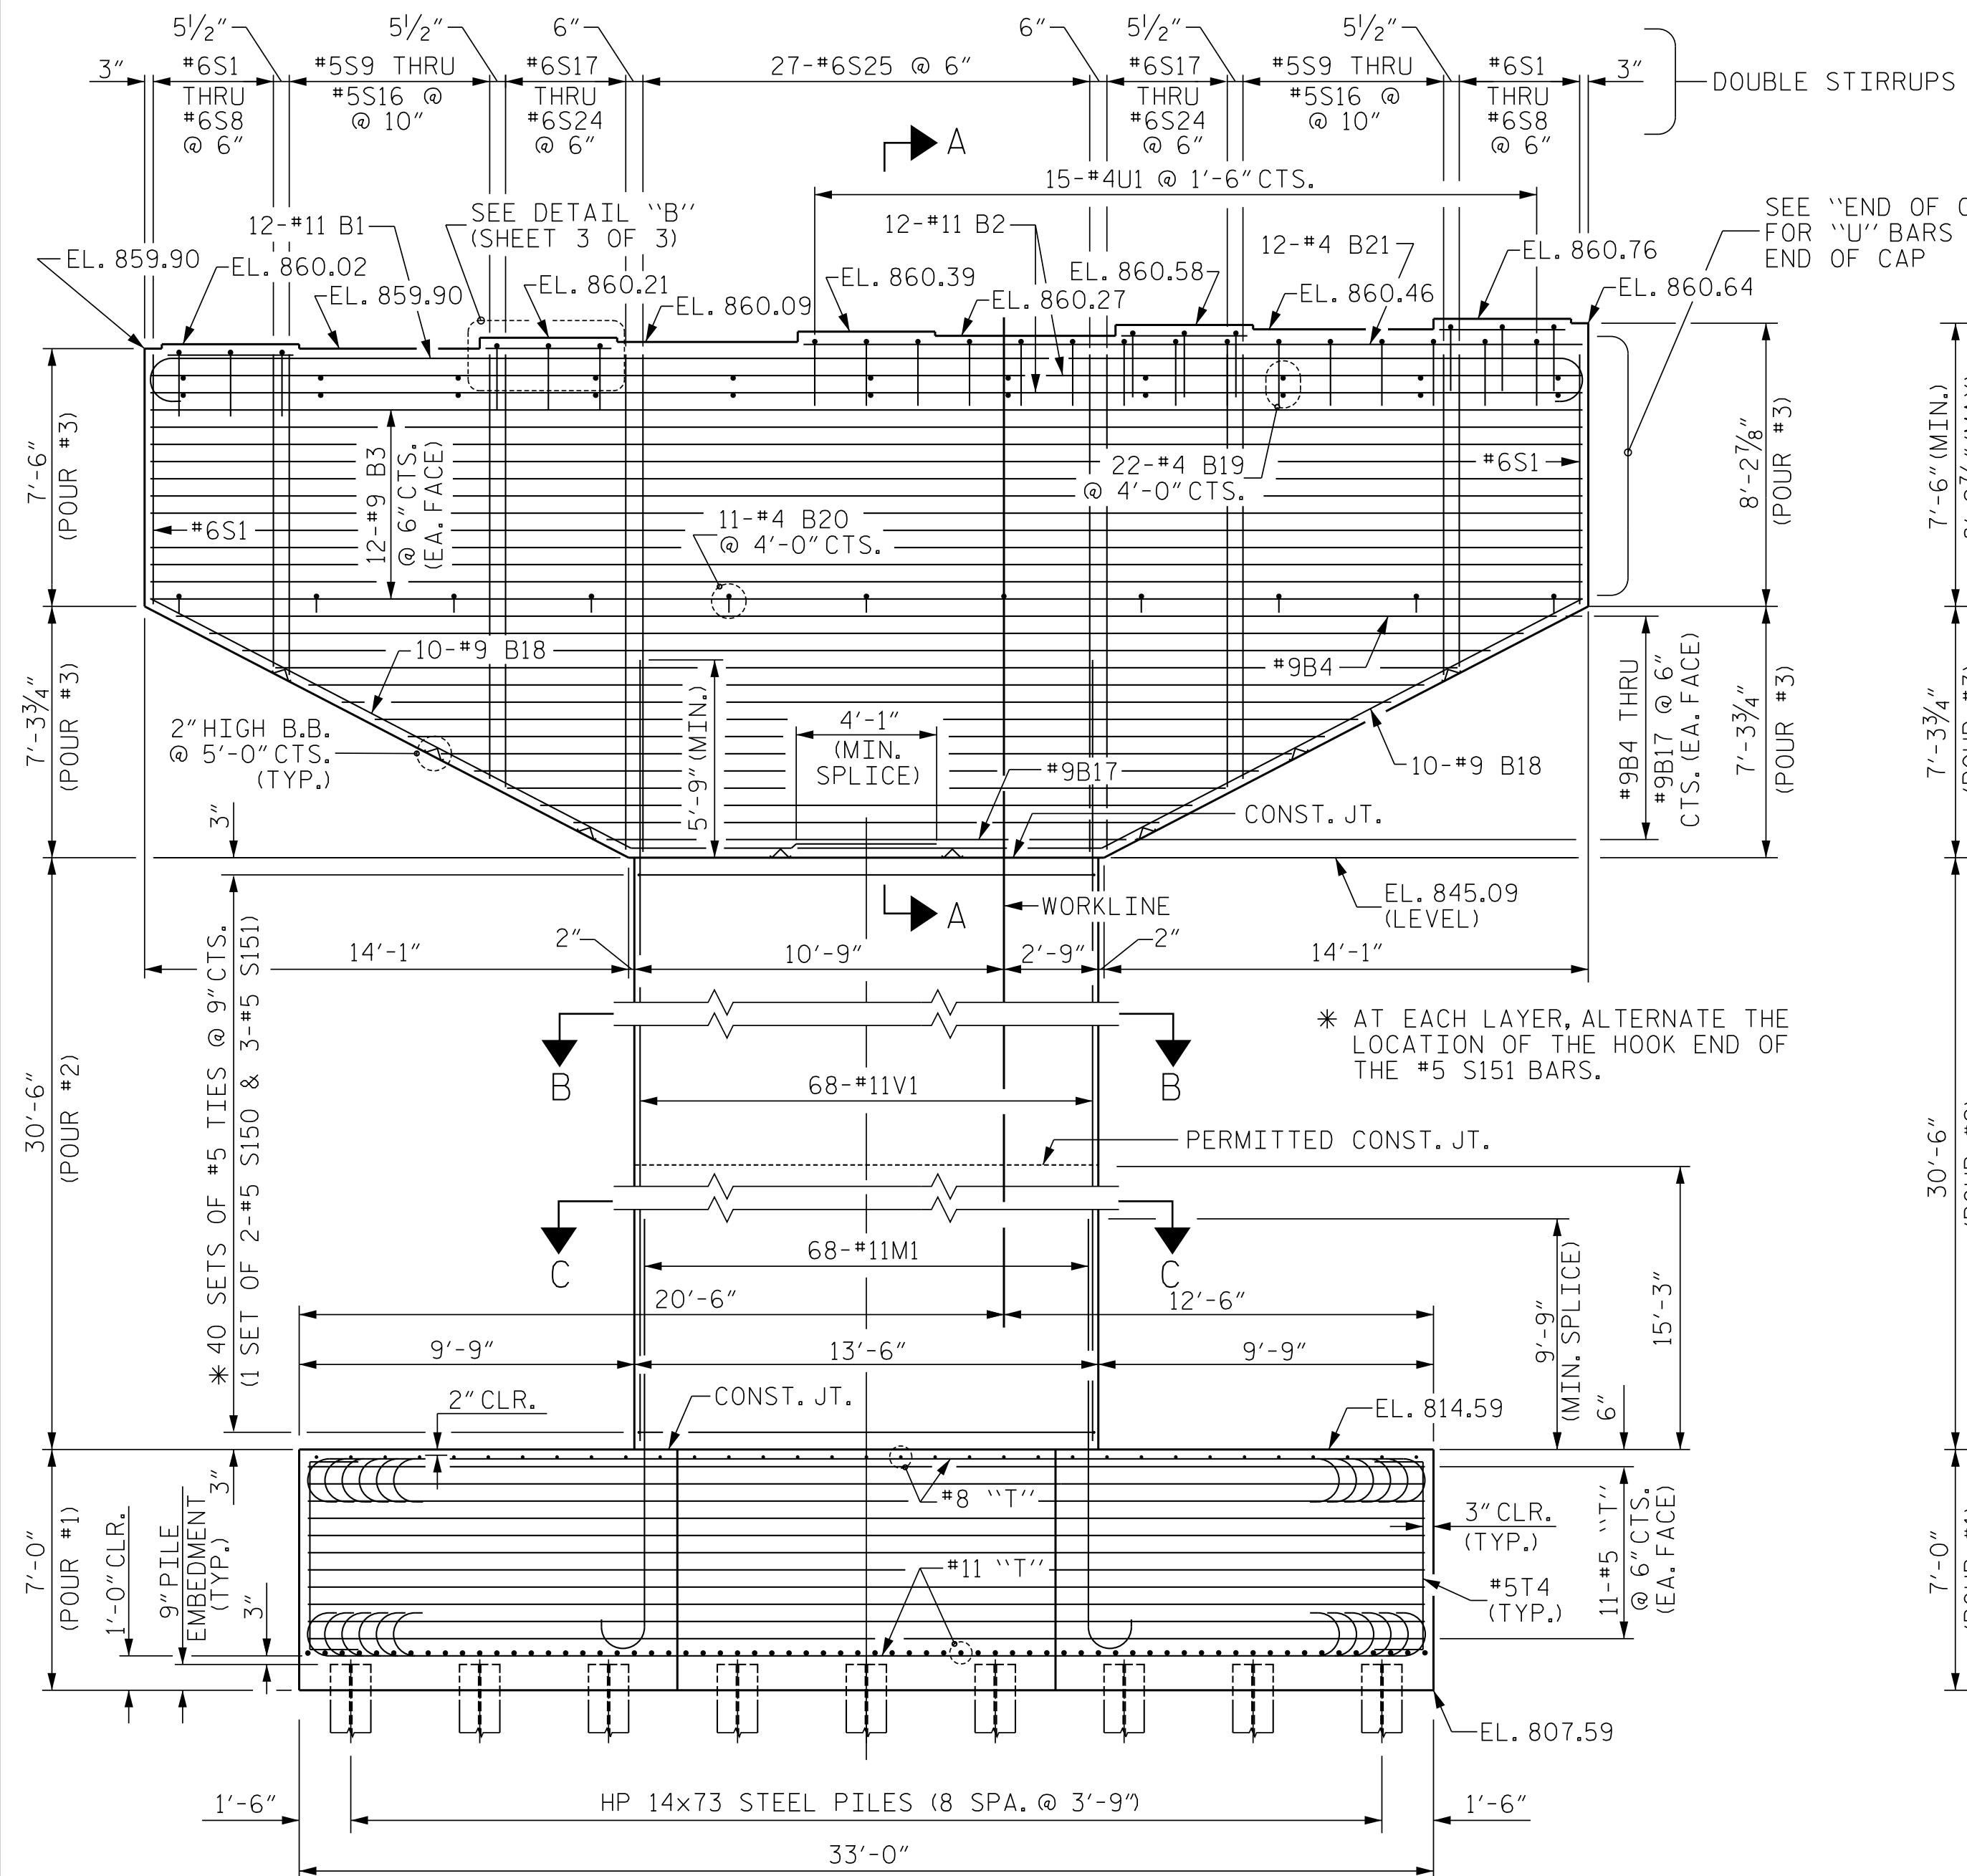 5½" 5½" 6" 6" 5½" 5½"
3" #6S1 #5S9 THRU #6S17 27-#6S25 @ 6" #6S17 #5S9 THRU #6S1 3"
THRU #5S16 @ THRU THRU #5S16 @ THRU
#6S8 @ 10" #6S24 #6S24 @ 10" #6S8
@ 6" @ 6" @ 6" @ 6"
DOUBLE STIRRUPS
A
15-#4U1 @ 1'-6" CTS.
SEE DETAIL "B"
(SHEET 3 OF 3)
12-#11 B1
12-#11 B2
12-#4 B21
SEE "END OF
FOR "U" BARS
END OF CAP
EL. 859.90
EL. 860.02
EL. 859.90
EL. 860.21
EL. 860.09
EL. 860.39
EL. 860.27
EL. 860.58
EL. 860.46
EL. 860.76
EL. 860.64
7'-6"
(POUR #3)
12-#9 B3
@ 6" CTS.
(EA. FACE)
#6S1
11-#4 B20
@ 4'-0" CTS.
22-#4 B19
@ 4'-0" CTS.
#6S1
8'-2⅞"
(POUR #3)
7'-6" (MIN.)
7'-3¾"
(POUR #3)
10-#9 B18
2" HIGH B.B.
@ 5'-0" CTS.
(TYP.)
5'-9" (MIN.)
4'-1"
(MIN.
SPLICE)
#9B17
#9B4
10-#9 B18
#9B4 THRU
#9B17 @ 6"
CTS. (EA. FACE)
7'-3¾"
(POUR #3)
7'-3¾"
3"
CONST. JT.
EL. 845.09
(LEVEL)
A
WORKLINE
14'-1" 2" 10'-9" 2'-9" 2" 14'-1"
30'-6"
(POUR #2)
* 40 SETS OF #5 TIES @ 9" CTS.
(1 SET OF 2-#5 S150 & 3-#5 S151)
* AT EACH LAYER, ALTERNATE THE
LOCATION OF THE HOOK END OF
THE #5 S151 BARS.
B B
68-#11V1
PERMITTED CONST. JT.
30'-6"
C C
68-#11M1
20'-6" 12'-6"
9'-9" 13'-6" 9'-9"
9'-9"
(MIN. SPLICE)
15'-3"
2" CLR.
CONST. JT.
EL. 814.59
6"
7'-0"
(POUR #1)
1'-0" CLR.
9" PILE
EMBEDMENT
(TYP.)
3"
3"
#8 "T"
#11 "T"
3" CLR.
(TYP.)
#5T4
(TYP.)
11-#5 "T"
@ 6" CTS.
(EA. FACE)
7'-0"
EL. 807.59
1'-6" HP 14x73 STEEL PILES (8 SPA. @ 3'-9") 1'-6"
33'-0"